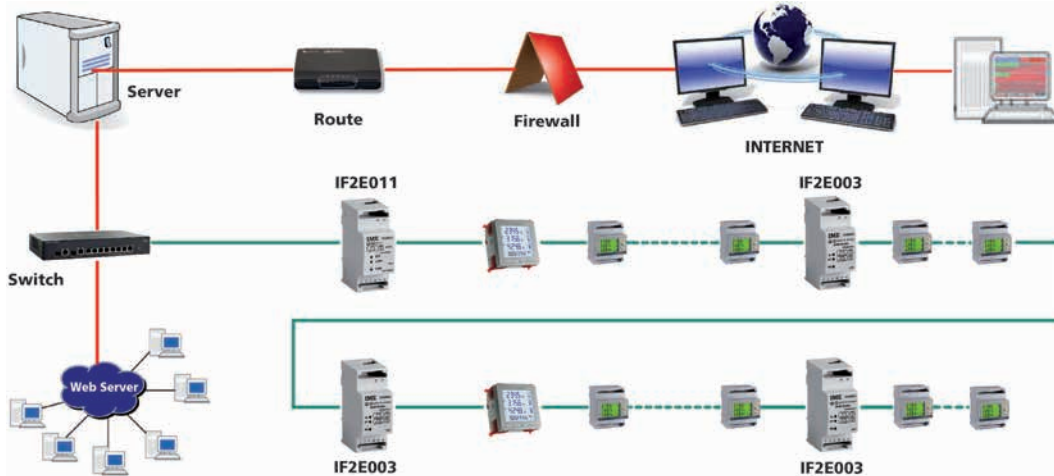 Server
Route
Firewall
INTERNET
IF2E011
IF2E003
Switch
Web Server
IF2E003
IF2E003